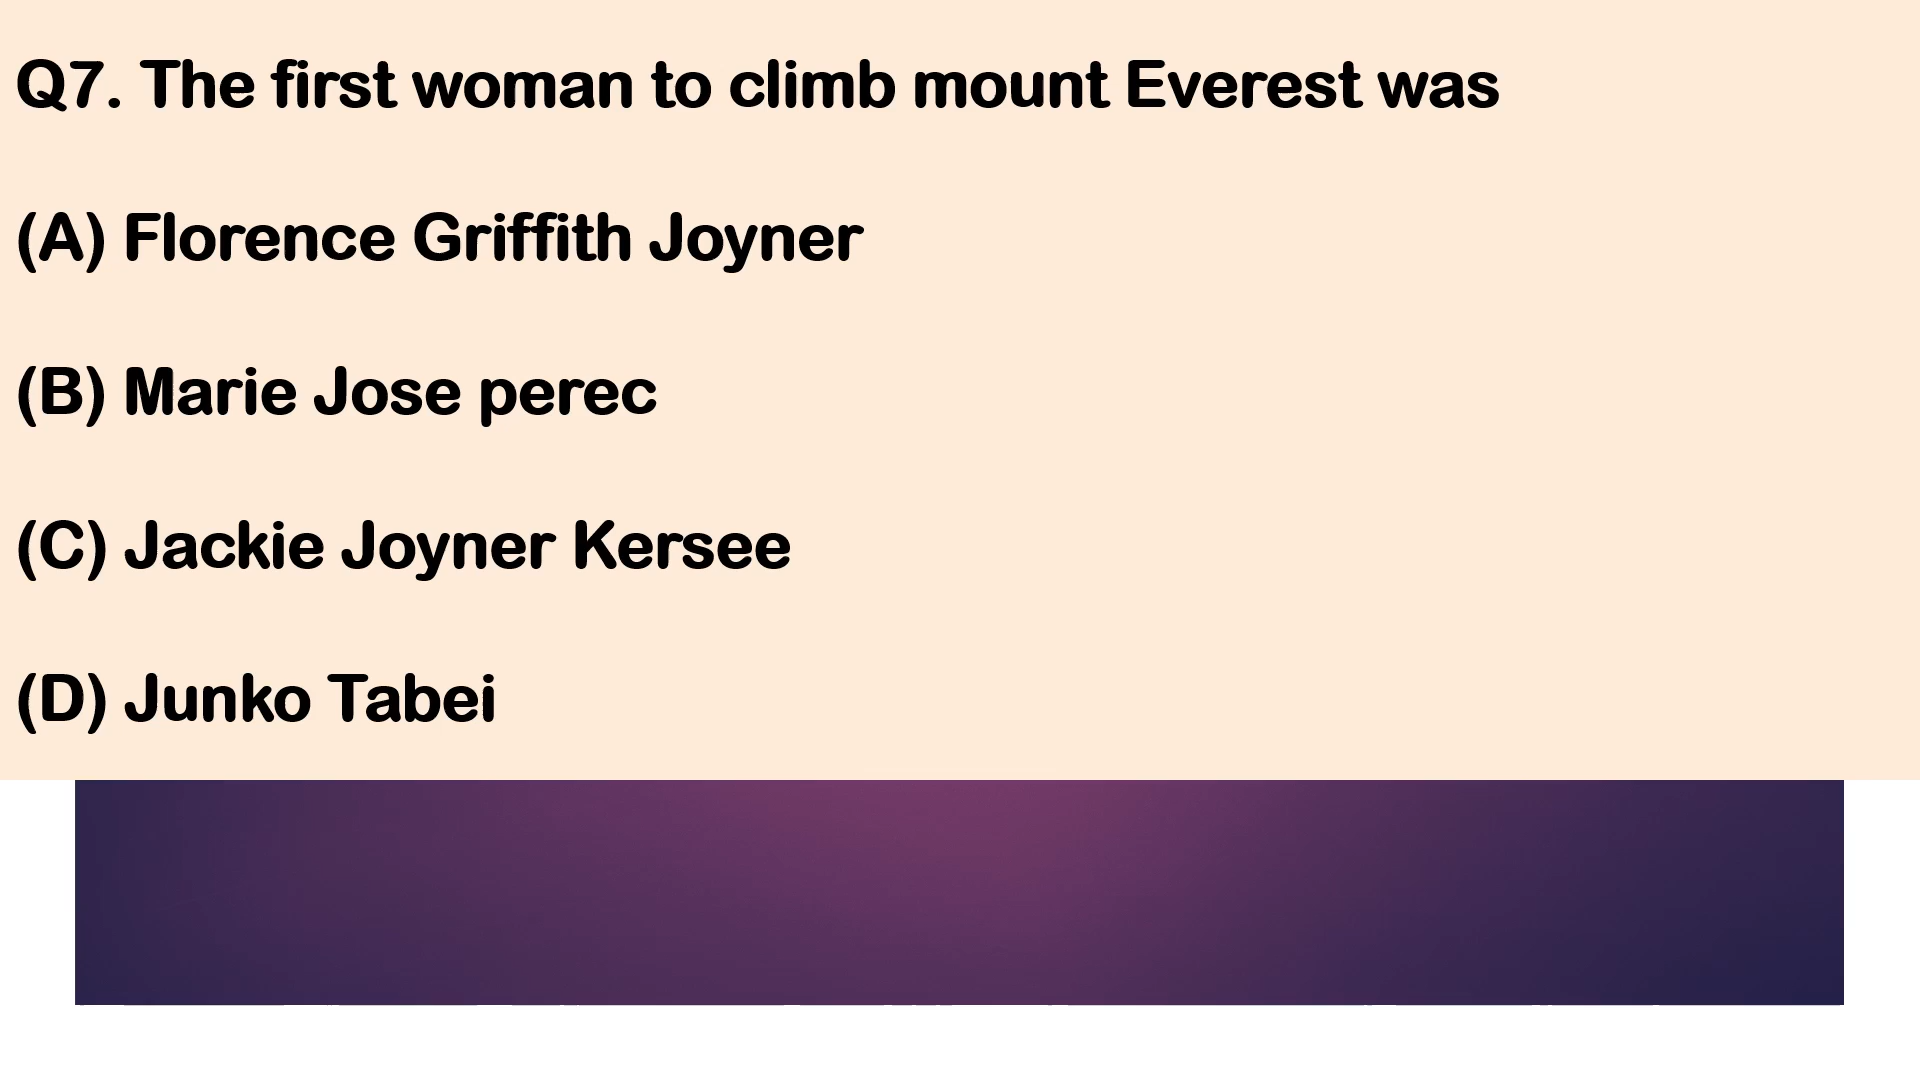 Q7. The first woman to climb mount Everest was
(A) Florence Griffith Joyner
(B) Marie Jose perec
(C) Jackie Joyner Kersee
(D) Junko Tabei